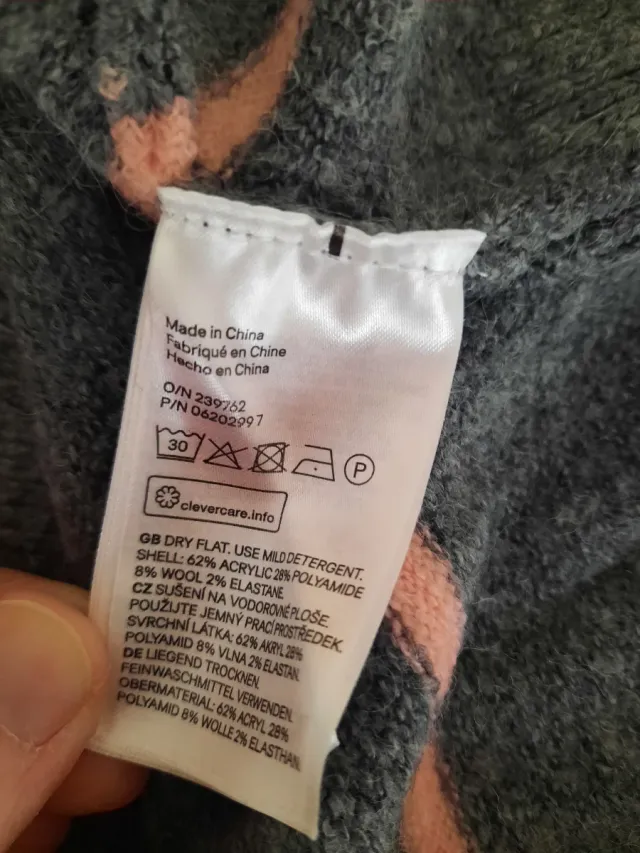 Made in China
Fabriqué en Chine
Hecho en China
O/N 239762
P/N 06202997
30 P
clevercare.info
GB DRY FLAT. USE MILD DETERGENT.
SHELL: 62% ACRYLIC 28% POLYAMIDE
8% WOOL 2% ELASTANE
CZ SUŠENÍ NA VODOROVNÉ PLOŠE.
POUŽIJTE JEMNÝ PRACÍ PROSTŘEDEK.
SVRCHNÍ LÁTKA: 62% AKRYL 28%
POLYAMID 8% VLNA 2% ELASTAN.
DE LIEGEND TROCKNEN.
FEINWASCHMITTEL VERWENDEN.
OBERMATERIAL: 62% ACRYL 28%
POLYAMID 8% WOLLE 2% ELASTHAN.